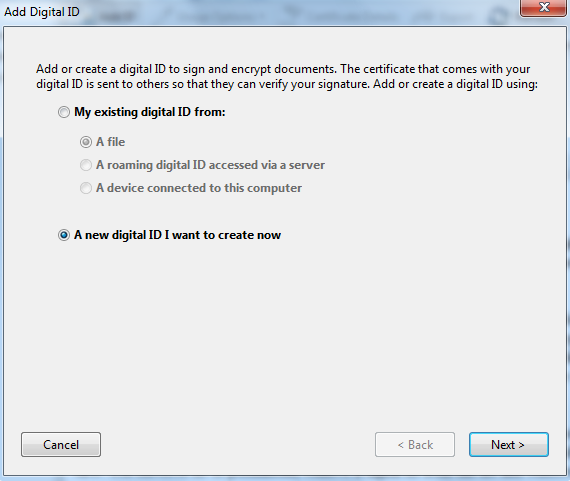 Add Digital ID
Add or create a digital ID to sign and encrypt documents. The certificate that comes with your
digital ID is sent to others so that they can verify your signature. Add or create a digital ID using:
My existing digital ID from:
A file
A roaming digital ID accessed via a server
A device connected to this computer
A new digital ID I want to create now
Cancel
< Back
Next >